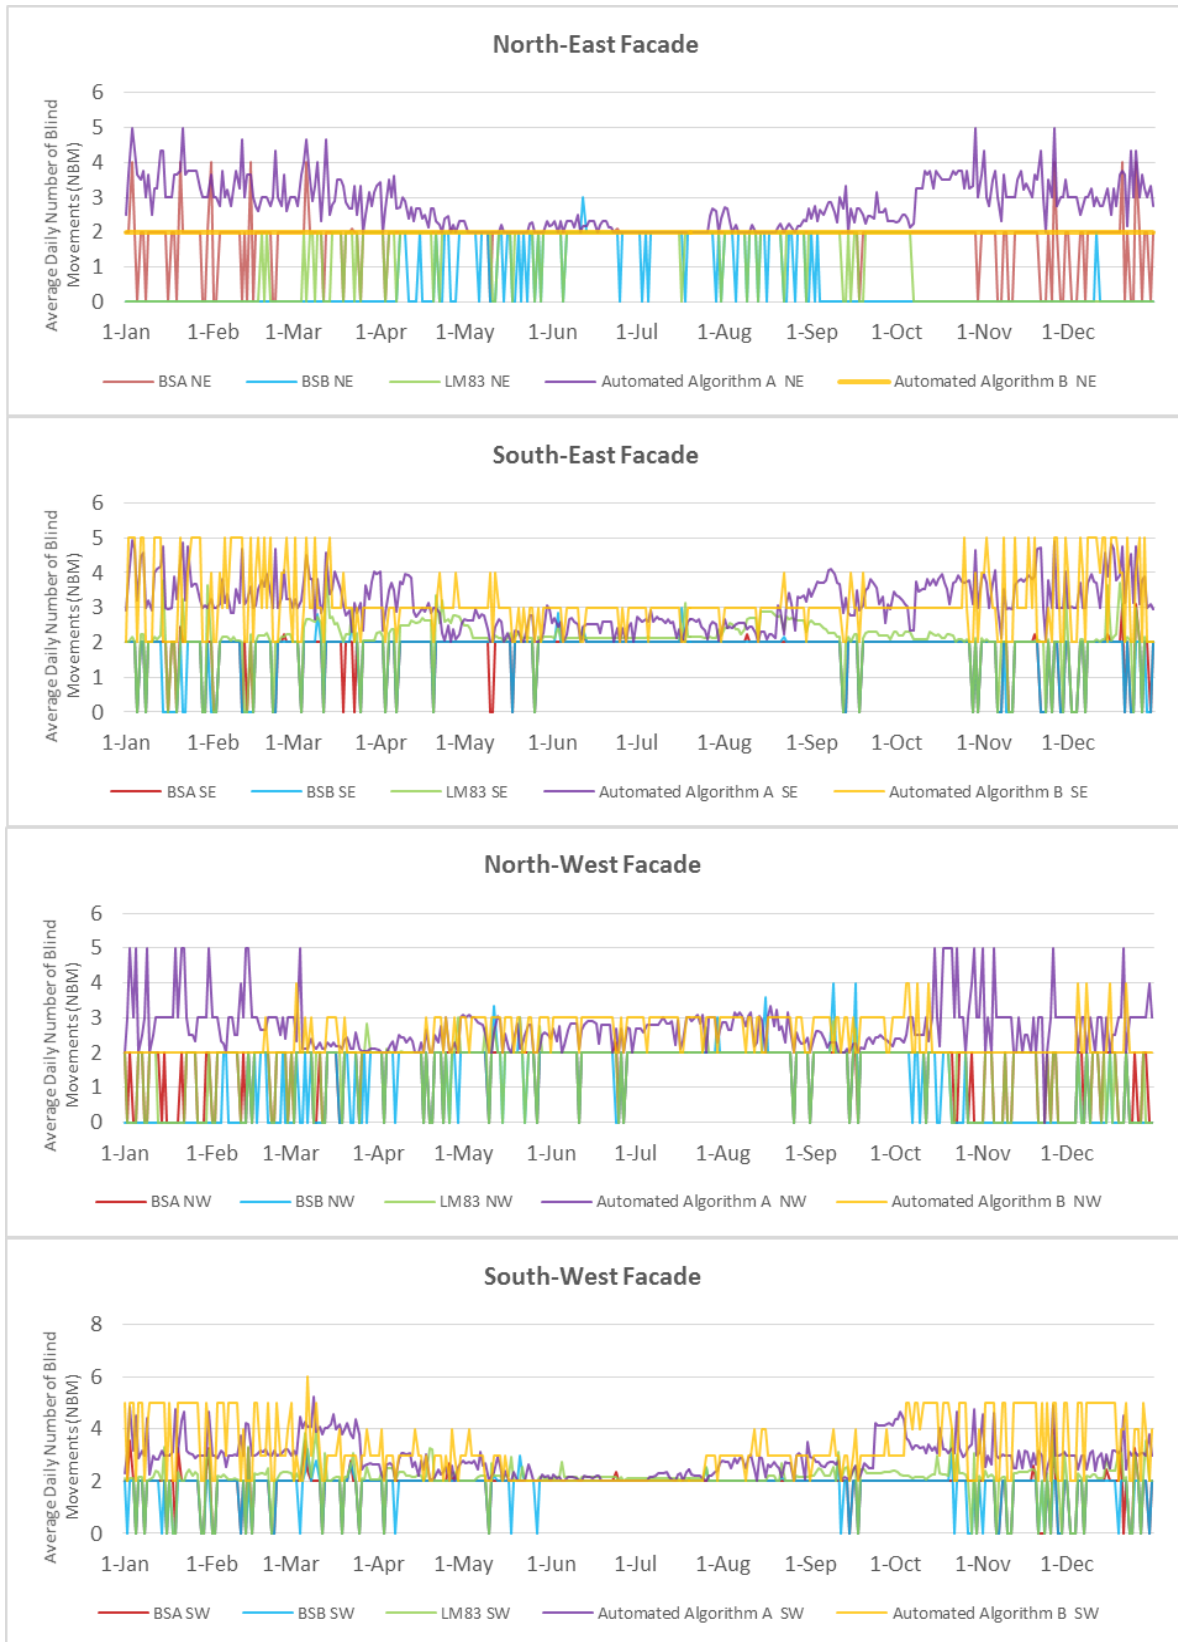 North-East Facade
Average Daily Number of Blind
Movements (NBM)
6
5
4
3
2
1
0
1-Jan 1-Feb 1-Mar 1-Apr 1-May 1-Jun 1-Jul 1-Aug 1-Sep 1-Oct 1-Nov 1-Dec
BSA NE BSB NE LM83 NE Automated Algorithm A NE Automated Algorithm B NE
South-East Facade
Average Daily Number of Blind
Movements (NBM)
6
5
4
3
2
1
0
1-Jan 1-Feb 1-Mar 1-Apr 1-May 1-Jun 1-Jul 1-Aug 1-Sep 1-Oct 1-Nov 1-Dec
BSA SE BSB SE LM83 SE Automated Algorithm A SE Automated Algorithm B SE
North-West Facade
Average Daily Number of Blind
Movements (NBM)
6
5
4
3
2
1
0
1-Jan 1-Feb 1-Mar 1-Apr 1-May 1-Jun 1-Jul 1-Aug 1-Sep 1-Oct 1-Nov 1-Dec
BSA NW BSB NW LM83 NW Automated Algorithm A NW Automated Algorithm B NW
South-West Facade
Average Daily Number of Blind
Movements (NBM)
8
6
4
2
0
1-Jan 1-Feb 1-Mar 1-Apr 1-May 1-Jun 1-Jul 1-Aug 1-Sep 1-Oct 1-Nov 1-Dec
BSA SW BSB SW LM83 SW Automated Algorithm A SW Automated Algorithm B SW